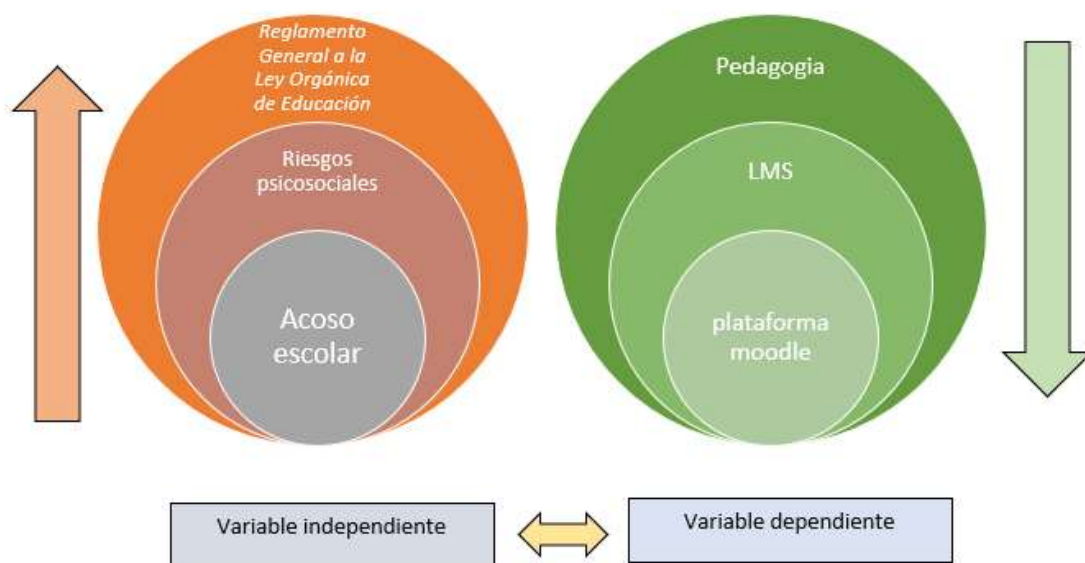 Reglamento
General a la
Ley Orgánica
de Educación
Riesgos
psicosociales
Acoso
escolar
Pedagogia
LMS
plataforma
moodle
Variable independiente
Variable dependiente